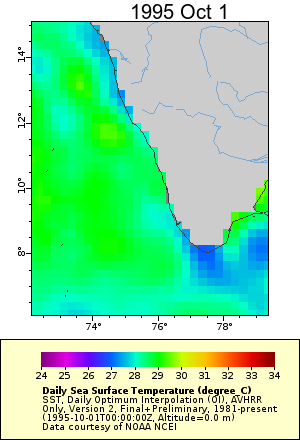 1995 Oct 1
14°
12°
10°
8°
74°
76°
78°
24 25 26 27 28 29 30 31 32 33 34
Daily Sea Surface Temperature (degree_C)
SST, Daily Optimum Interpolation (OI), AVHRR
Only, Version 2, Final+Preliminary, 1981-present
(1995-10-01T00:00:00Z, Altitude=0.0 m)
Data courtesy of NOAA NCEI